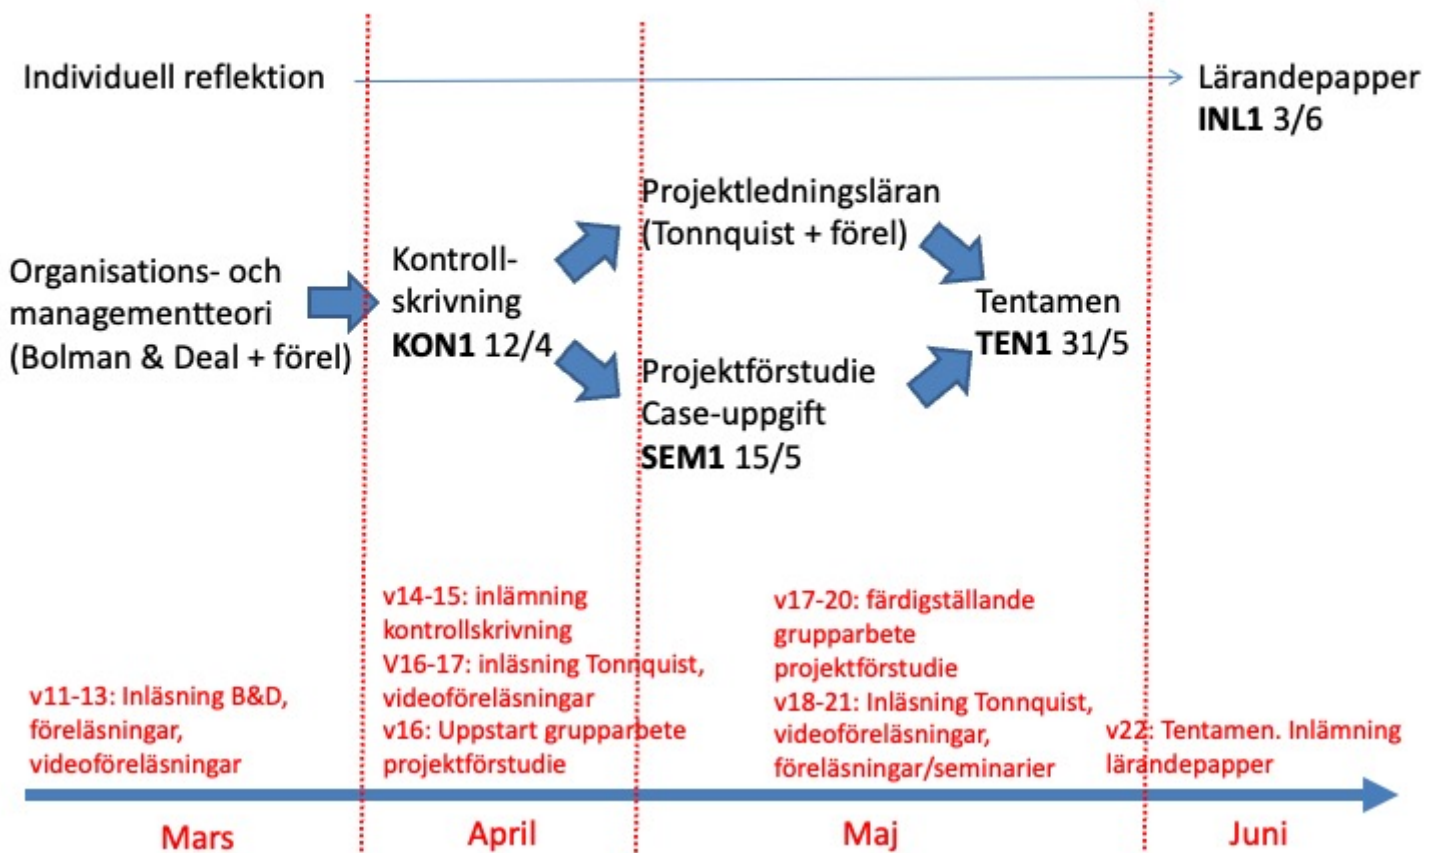 Individuell reflektion
Lärandepapper
INL1 3/6
Organisations- och
managementteori
(Bolman & Deal + förel)
Kontroll-
skrivning
KON1 12/4
Projektledningsläran
(Tonnquist + förel)
Projektförstudie
Case-uppgift
SEM1 15/5
Tentamen
TEN1 31/5
v11-13: Inläsning B&D,
föreläsningar,
videoföreläsningar
v14-15: inlämning
kontrollskrivning
V16-17: inläsning Tonnquist,
videoföreläsningar
v16: Uppstart grupparbete
projektförstudie
v17-20: färdigställande
grupparbete
projektförstudie
v18-21: Inläsning Tonnquist,
videoföreläsningar,
föreläsningar/seminarier
v22: Tentamen. Inlämning
lärandepapper
Mars
April
Maj
Juni